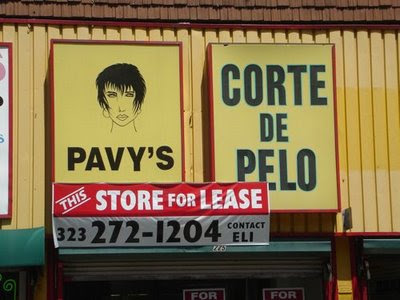 PAVY'S
CORTE
DE
PELO
THIS STORE FOR LEASE
323 272-1204 CONTACT
ELI
FOR
FOR